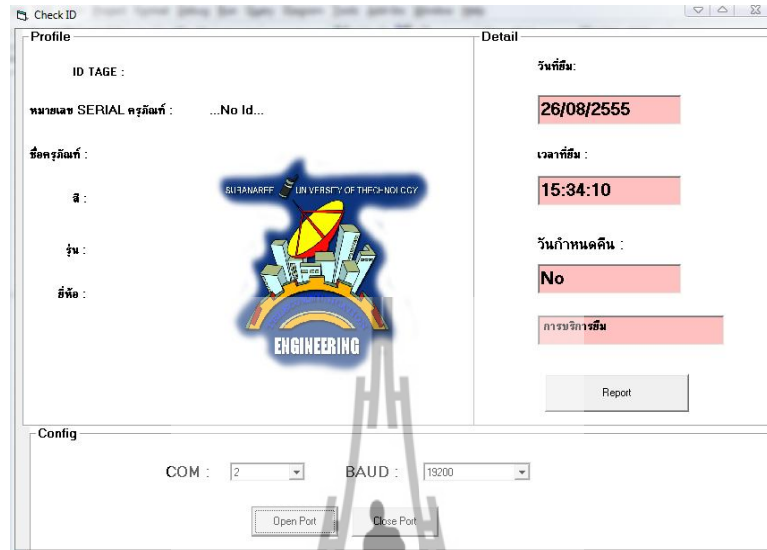 Check ID
Profile
ID TAGE :
หมายเลข SERIAL ครุภัณฑ์ : ...No Id...
ชื่อครุภัณฑ์ :
สี :
รุ่น :
ยี่ห้อ :
SURANAREE UNIVERSITY OF THECHNOLOGY
ENGINEERING
Detail
วันที่ยืม:
26/08/2555
เวลาที่ยืม :
15:34:10
วันกำหนดคืน :
No
การบริการยืม
Report
Config
COM : 2 BAUD : 19200
Open Port Close Port